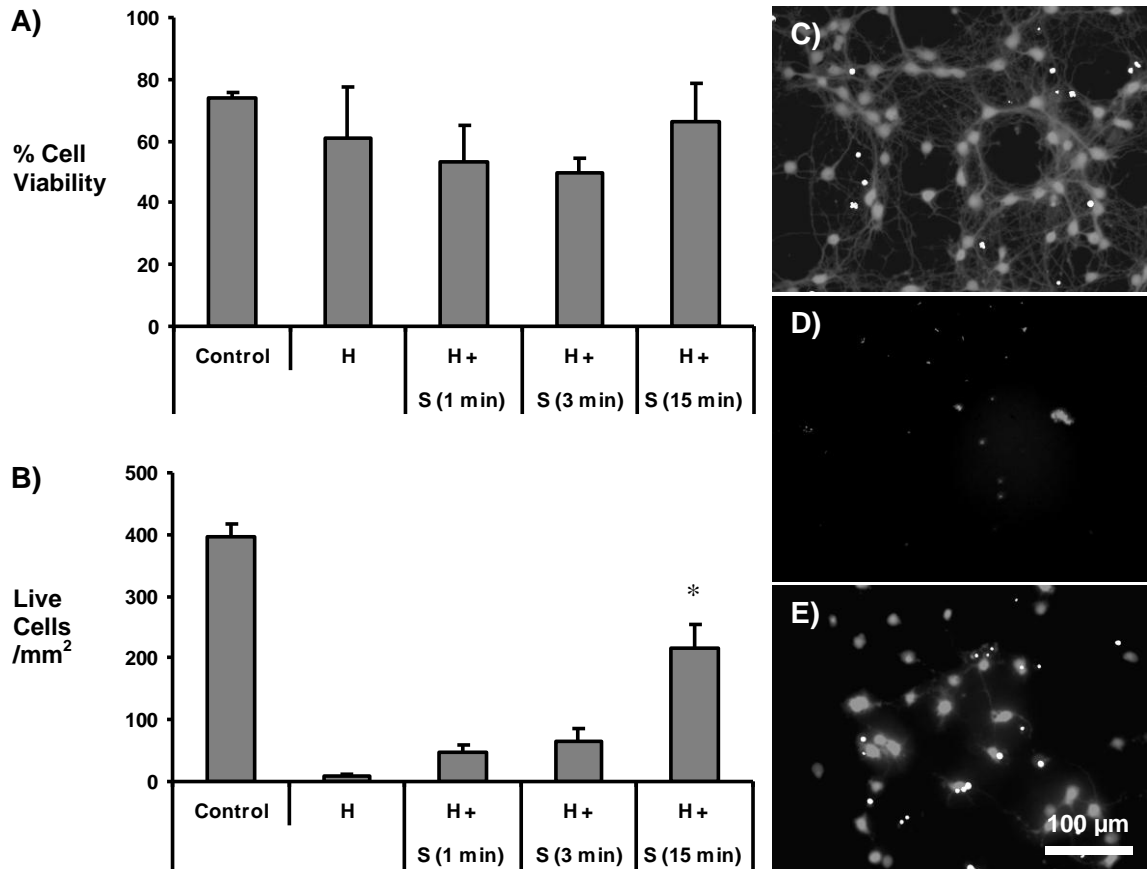 A)
100
80
60
40
20
0
% Cell
Viability
Control
H
H +
S (1 min)
H +
S (3 min)
H +
S (15 min)
B)
500
400
300
200
100
0
Live
Cells
/mm²
*
Control
H
H +
S (1 min)
H +
S (3 min)
H +
S (15 min)
C)
D)
E)
100 µm